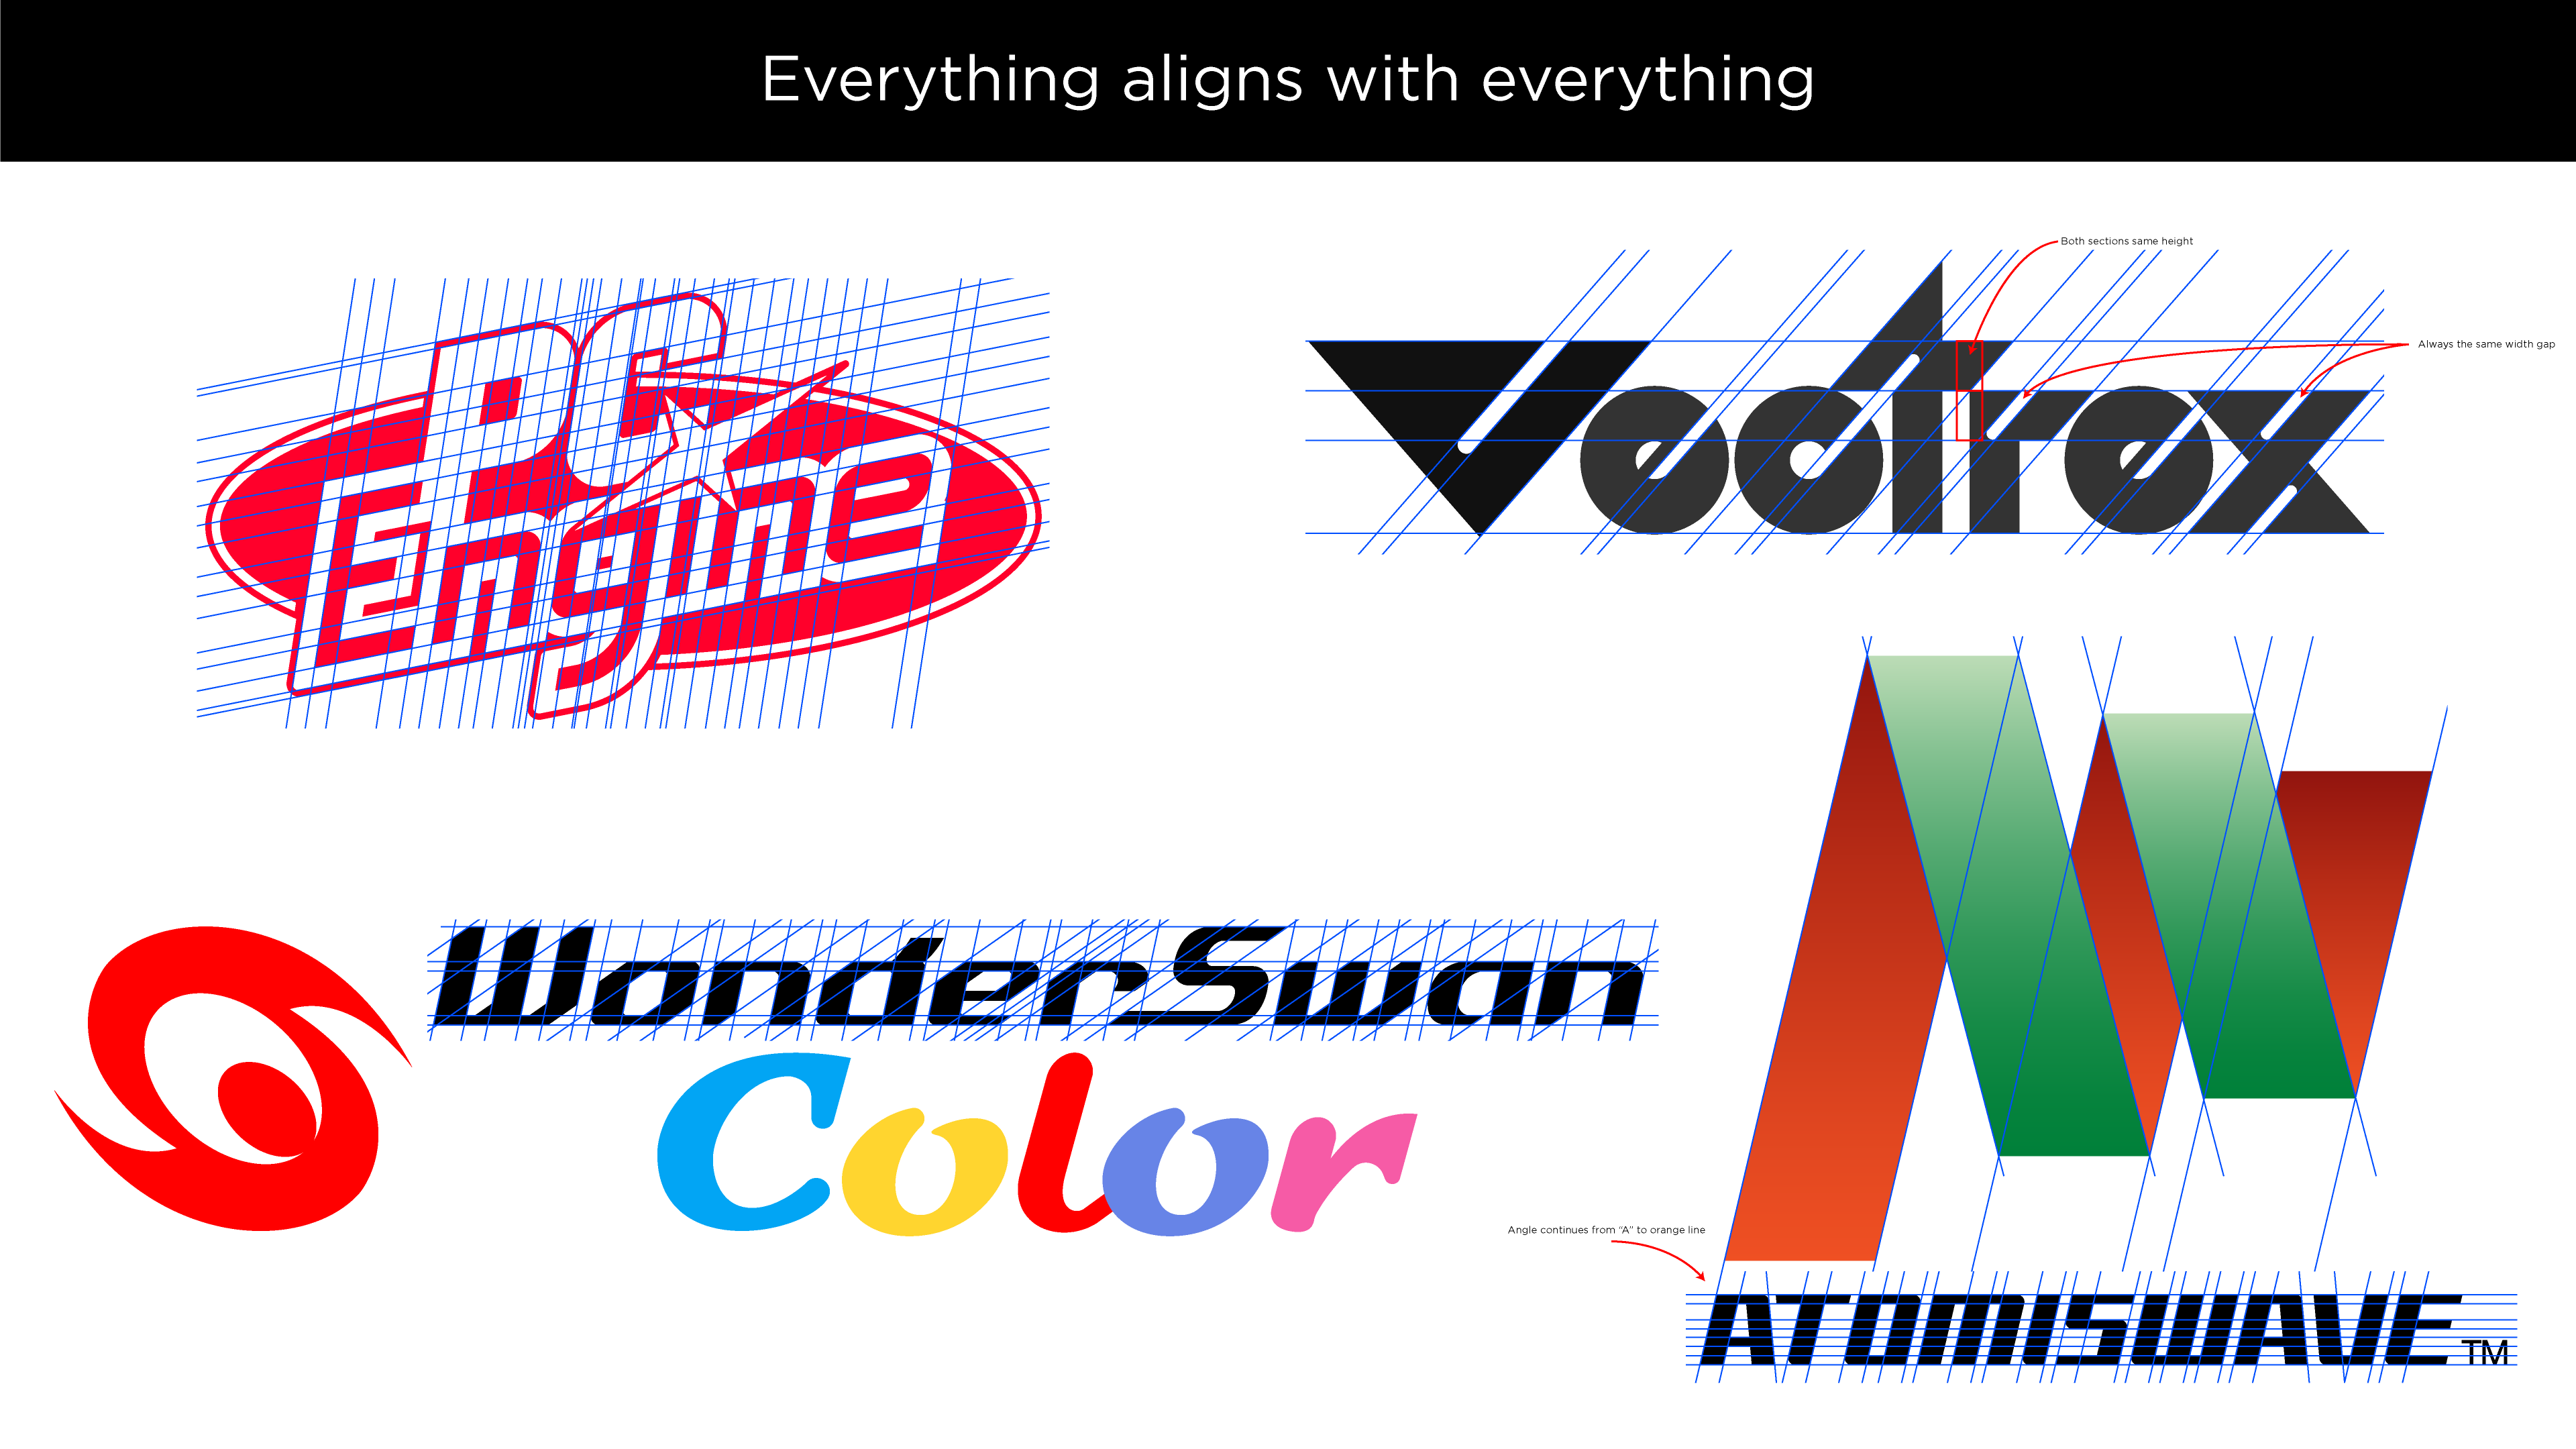 Everything aligns with everything
PC
Engine
Vectrex
Both sections same height
Always the same width gap
WonderSwan
Color
Angle continues from “A” to orange line
ATOMISWAVE TM